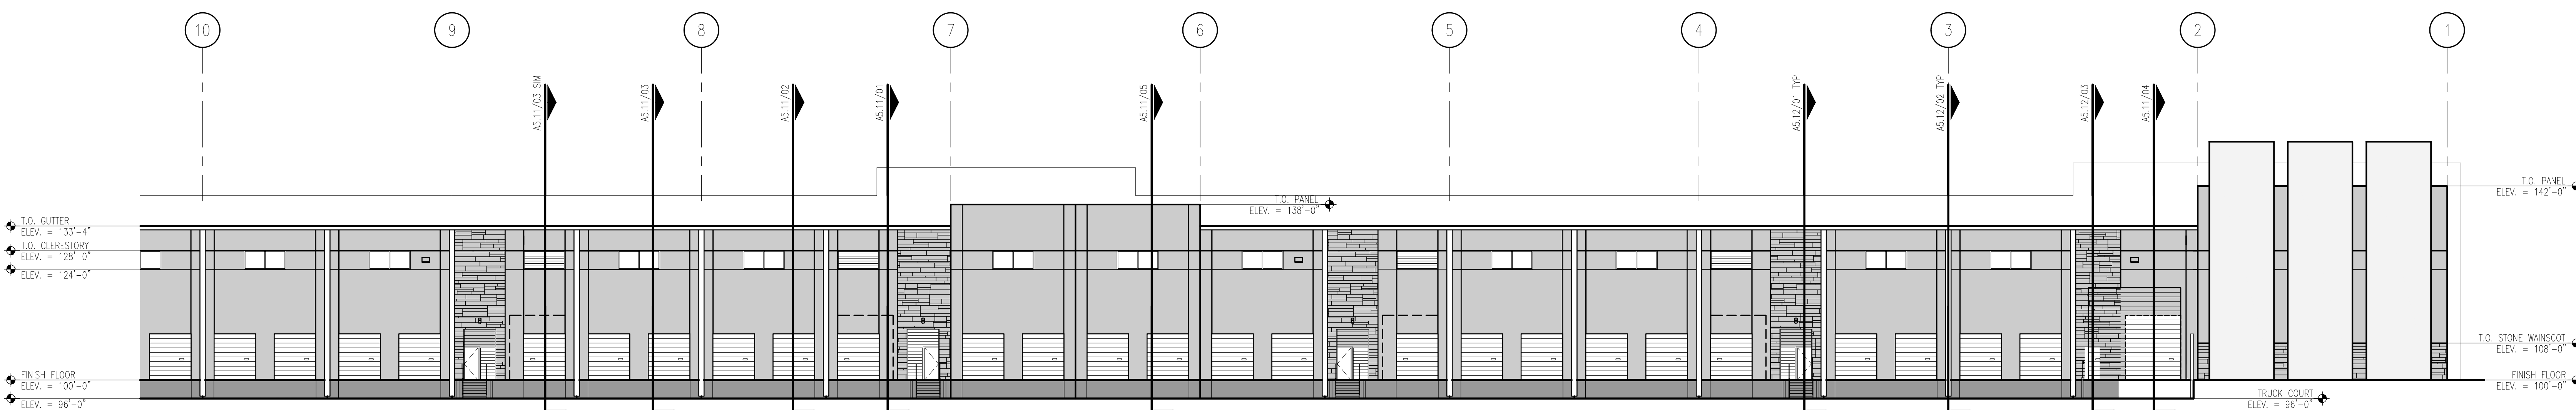 10
9
8
7
6
5
4
3
2
1
A5.11/03 SIM
A5.11/03
A5.11/02
A5.11/01
A5.11/05
A5.12/01 TYP
A5.12/02 TYP
A5.12/03
A5.11/04
T.O. GUTTER
ELEV. = 133'-4"
T.O. CLERESTORY
ELEV. = 128'-0"
ELEV. = 124'-0"
FINISH FLOOR
ELEV. = 100'-0"
ELEV. = 96'-0"
T.O. PANEL
ELEV. = 138'-0"
T.O. PANEL
ELEV. = 142'-0"
T.O. STONE WAINSCOT
ELEV. = 108'-0"
FINISH FLOOR
ELEV. = 100'-0"
TRUCK COURT
ELEV. = 96'-0"